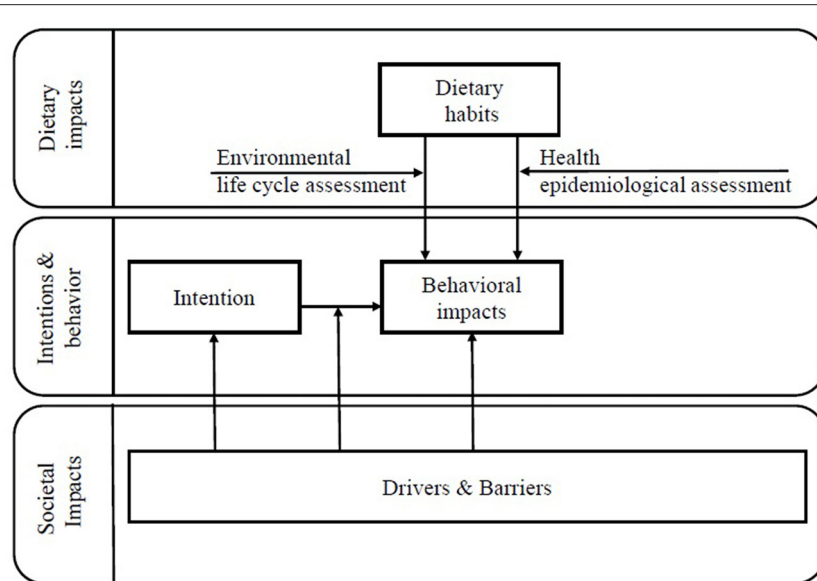 Dietary
impacts
Dietary
habits
Environmental
life cycle assessment
Health
epidemiological assessment
Intentions &
behavior
Intention
Behavioral
impacts
Societal
Impacts
Drivers & Barriers